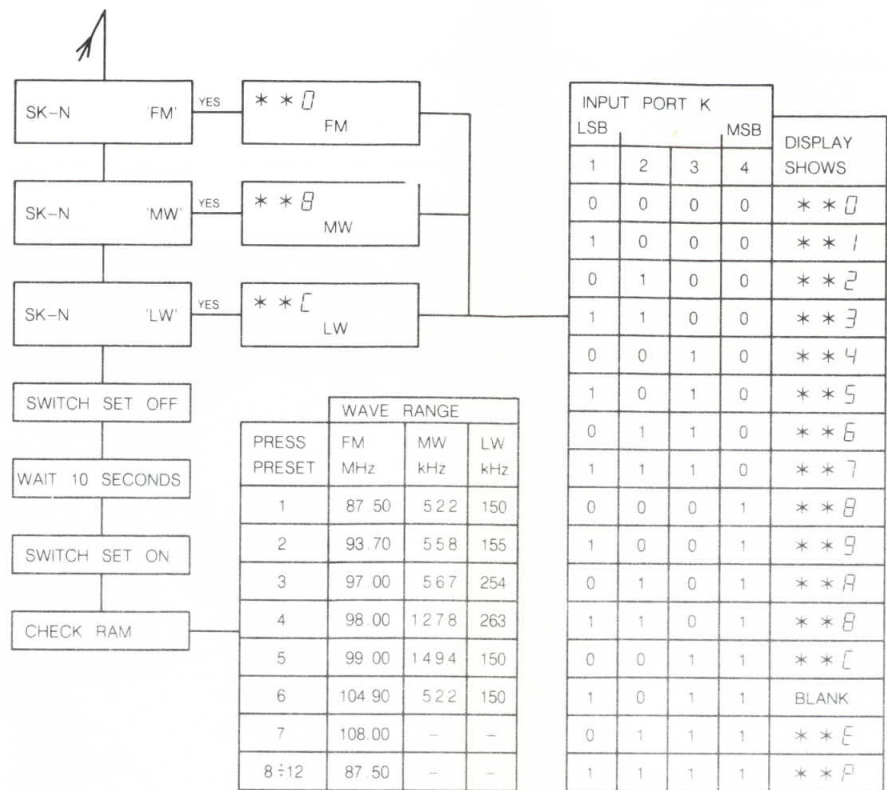 SK-N 'FM' YES * * 0
FM
SK-N 'MW' YES * * 8
MW
SK-N 'LW' YES * * C
LW
SWITCH SET OFF
WAIT 10 SECONDS
SWITCH SET ON
CHECK RAM
WAVE RANGE
PRESS PRESET FM MHz MW kHz LW kHz
1 87.50 522 150
2 93.70 558 155
3 97.00 567 254
4 98.00 1278 263
5 99.00 1494 150
6 104.90 522 150
7 108.00 - -
8÷12 87.50 - -
INPUT PORT K
LSB MSB DISPLAY SHOWS
1 2 3 4
0 0 0 0 * * 0
1 0 0 0 * * 1
0 1 0 0 * * 2
1 1 0 0 * * 3
0 0 1 0 * * 4
1 0 1 0 * * 5
0 1 1 0 * * 6
1 1 1 0 * * 7
0 0 0 1 * * 8
1 0 0 1 * * 9
0 1 0 1 * * A
1 1 0 1 * * B
0 0 1 1 * * C
1 0 1 1 BLANK
0 1 1 1 * * E
1 1 1 1 * * P